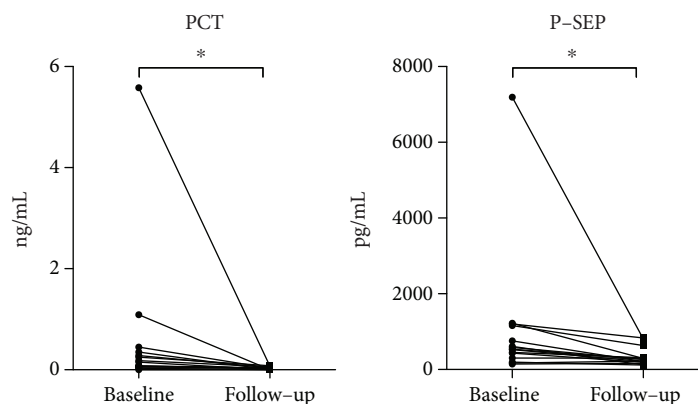 PCT
*
6
4
2
0
ng/mL
Baseline
Follow–up
P–SEP
*
8000
6000
4000
2000
0
pg/mL
Baseline
Follow–up